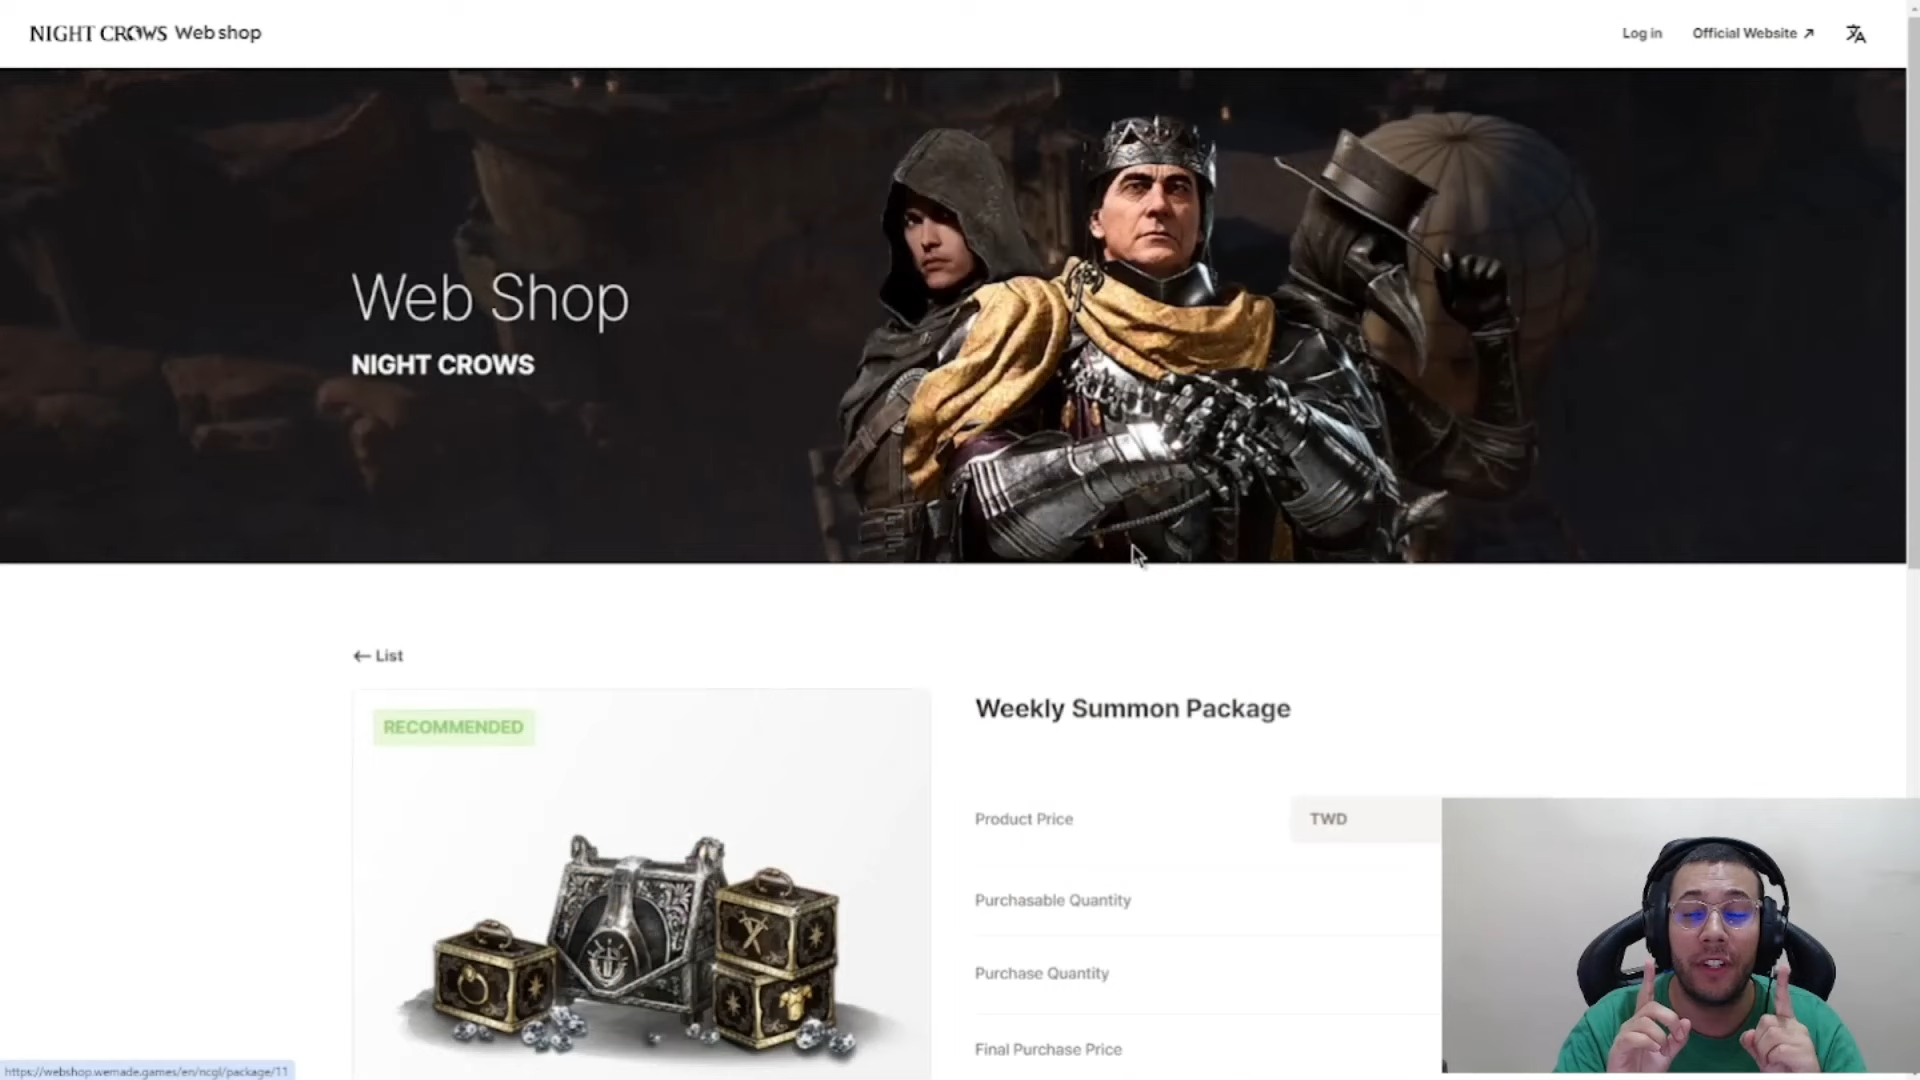 NIGHT CROWS Web shop
Log in
Official Website
Web Shop
NIGHT CROWS
List
RECOMMENDED
Weekly Summon Package
Product Price
TWD
Purchasable Quantity
Purchase Quantity
Final Purchase Price
https://webshop.wemade.games/en/ncgl/package/11